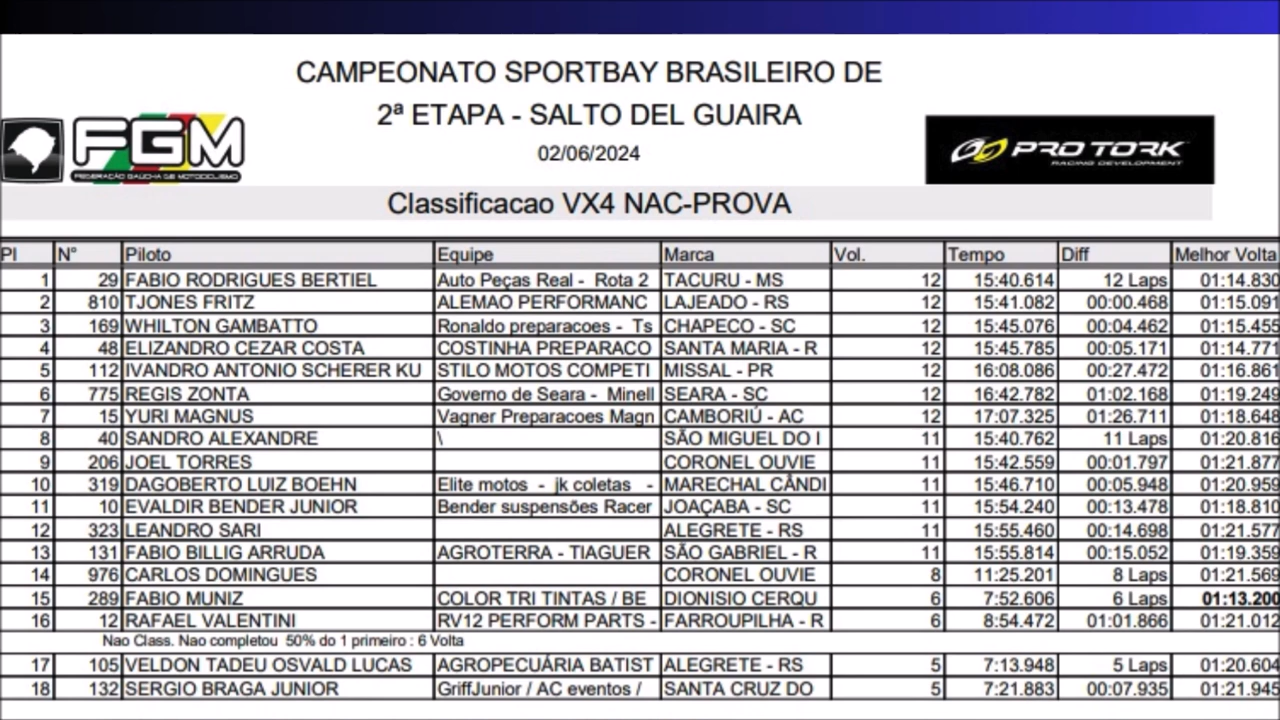 CAMPEONATO SPORTBAY BRASILEIRO DE
2ª ETAPA - SALTO DEL GUAIRA
02/06/2024
FGM
FEDERAÇÃO GAÚCHA DE MOTOCICLISMO
PRO TORK
RACING DEVELOPMENT
Classificacao VX4 NAC-PROVA
Pl N° Piloto Equipe Marca Vol. Tempo Diff Melhor Volta
1 29 FABIO RODRIGUES BERTIEL Auto Peças Real - Rota 2 TACURU - MS 12 15:40.614 12 Laps 01:14.830
2 810 TJONES FRITZ ALEMAO PERFORMANC LAJEADO - RS 12 15:41.082 00:00.468 01:15.091
3 169 WHILTON GAMBATTO Ronaldo preparacoes - Ts CHAPECO - SC 12 15:45.076 00:04.462 01:15.455
4 48 ELIZANDRO CEZAR COSTA COSTINHA PREPARACO SANTA MARIA - R 12 15:45.785 00:05.171 01:14.771
5 112 IVANDRO ANTONIO SCHERER KU STILO MOTOS COMPETI MISSAL - PR 12 16:08.086 00:27.472 01:16.861
6 775 REGIS ZONTA Governo de Seara - Minell SEARA - SC 12 16:42.782 01:02.168 01:19.249
7 15 YURI MAGNUS Vagner Preparacoes Magn CAMBORIÚ - AC 12 17:07.325 01:26.711 01:18.648
8 40 SANDRO ALEXANDRE \ SÃO MIGUEL DO I 11 15:40.762 11 Laps 01:20.816
9 206 JOEL TORRES CORONEL OUVIE 11 15:42.559 00:01.797 01:21.877
10 319 DAGOBERTO LUIZ BOEHN Elite motos - jk coletas - MARECHAL CÂNDI 11 15:46.710 00:05.948 01:20.959
11 10 EVALDIR BENDER JUNIOR Bender suspensões Racer JOAÇABA - SC 11 15:54.240 00:13.478 01:18.810
12 323 LEANDRO SARI ALEGRETE - RS 11 15:55.460 00:14.698 01:21.577
13 131 FABIO BILLIG ARRUDA AGROTERRA - TIAGUER SÃO GABRIEL - R 11 15:55.814 00:15.052 01:19.359
14 976 CARLOS DOMINGUES CORONEL OUVIE 8 11:25.201 8 Laps 01:21.569
15 289 FABIO MUNIZ COLOR TRI TINTAS / BE DIONISIO CERQU 6 7:52.606 6 Laps 01:13.200
16 12 RAFAEL VALENTINI RV12 PERFORM PARTS - FARROUPILHA - R 6 8:54.472 01:01.866 01:21.012
Nao Class. Nao completou 50% do 1 primeiro : 6 Volta
17 105 VELDON TADEU OSVALD LUCAS AGROPECUÁRIA BATIST ALEGRETE - RS 5 7:13.948 5 Laps 01:20.604
18 132 SERGIO BRAGA JUNIOR GriffJunior / AC eventos / SANTA CRUZ DO 5 7:21.883 00:07.935 01:21.945